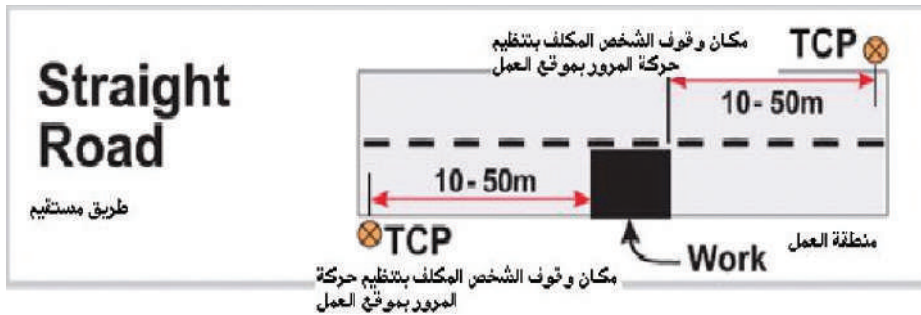 Straight
Road
طريق مستقيم
مكان وقوف الشخص المكلف بتنظيم
حركة المرور بموقع العمل
TCP
10 - 50m
10 - 50m
TCP
مكان وقوف الشخص المكلف بتنظيم حركة
المرور بموقع العمل
Work
منطقة العمل